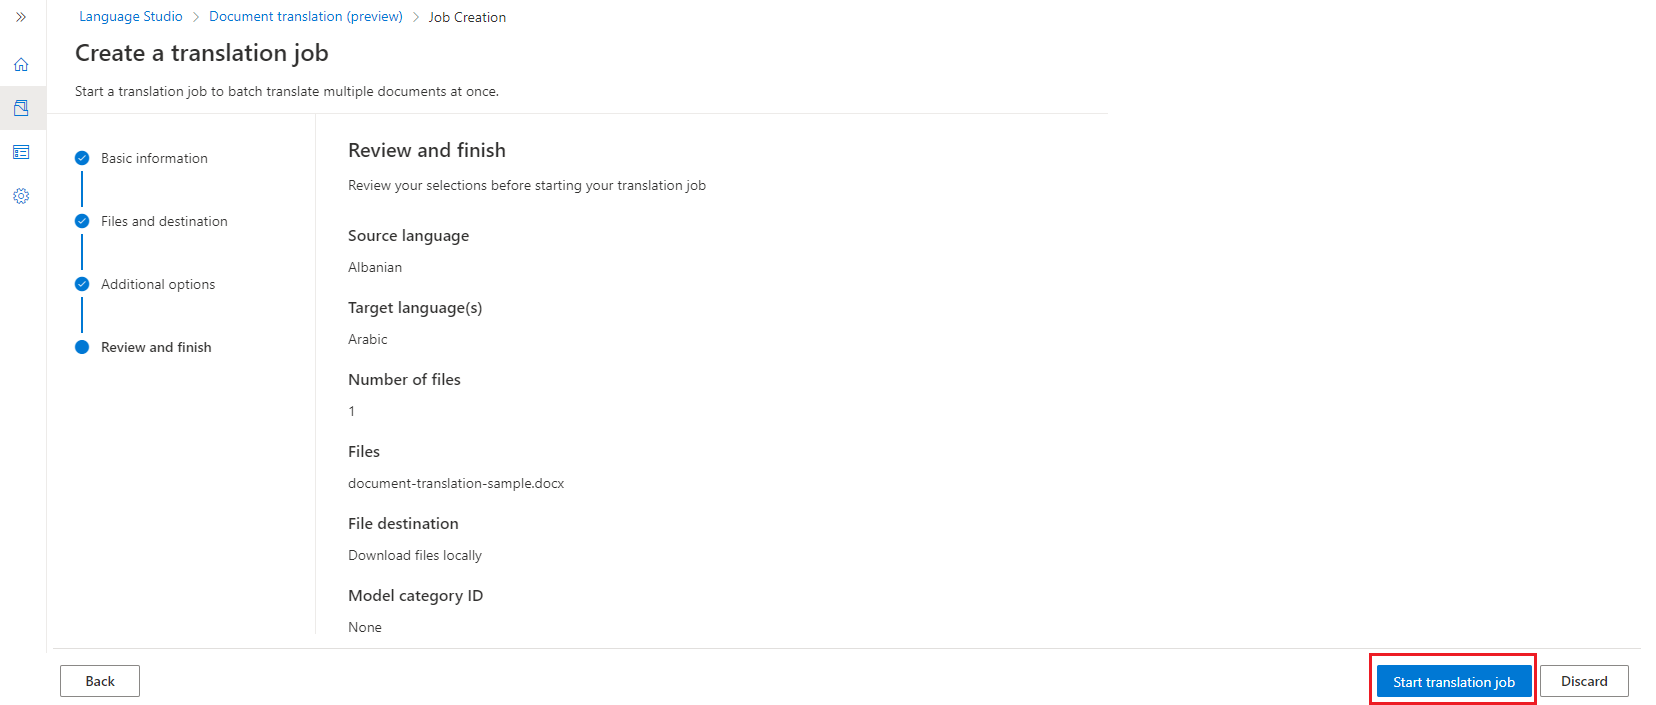 Language Studio > Document translation (preview) > Job Creation
Create a translation job
Start a translation job to batch translate multiple documents at once.
Basic information
Files and destination
Additional options
Review and finish
Review and finish
Review your selections before starting your translation job
Source language
Albanian
Target language(s)
Arabic
Number of files
1
Files
document-translation-sample.docx
File destination
Download files locally
Model category ID
None
Back
Start translation job
Discard